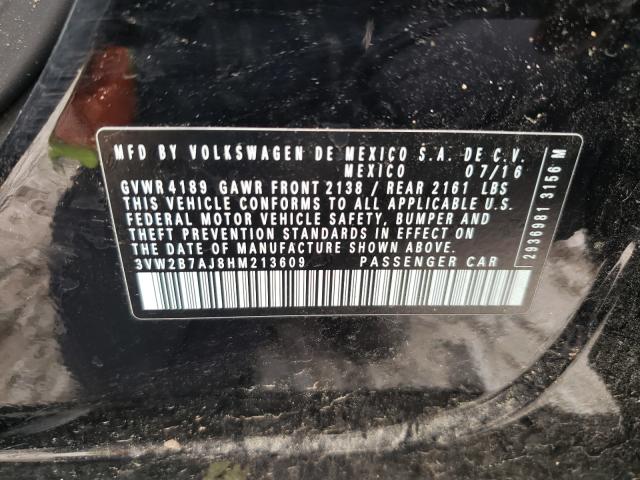 MFD BY VOLKSWAGEN DE MEXICO S.A. DE C.V.
MEXICO 07/16
GVWR 4189 GAWR FRONT 2138 / REAR 2161 LBS
THIS VEHICLE CONFORMS TO ALL APPLICABLE U.S.
FEDERAL MOTOR VEHICLE SAFETY, BUMPER AND
THEFT PREVENTION STANDARDS IN EFFECT ON
THE DATE OF MANUFACTURE SHOWN ABOVE.
3VW2B7AJ8HM213609 PASSENGER CAR
2936981 3156 M